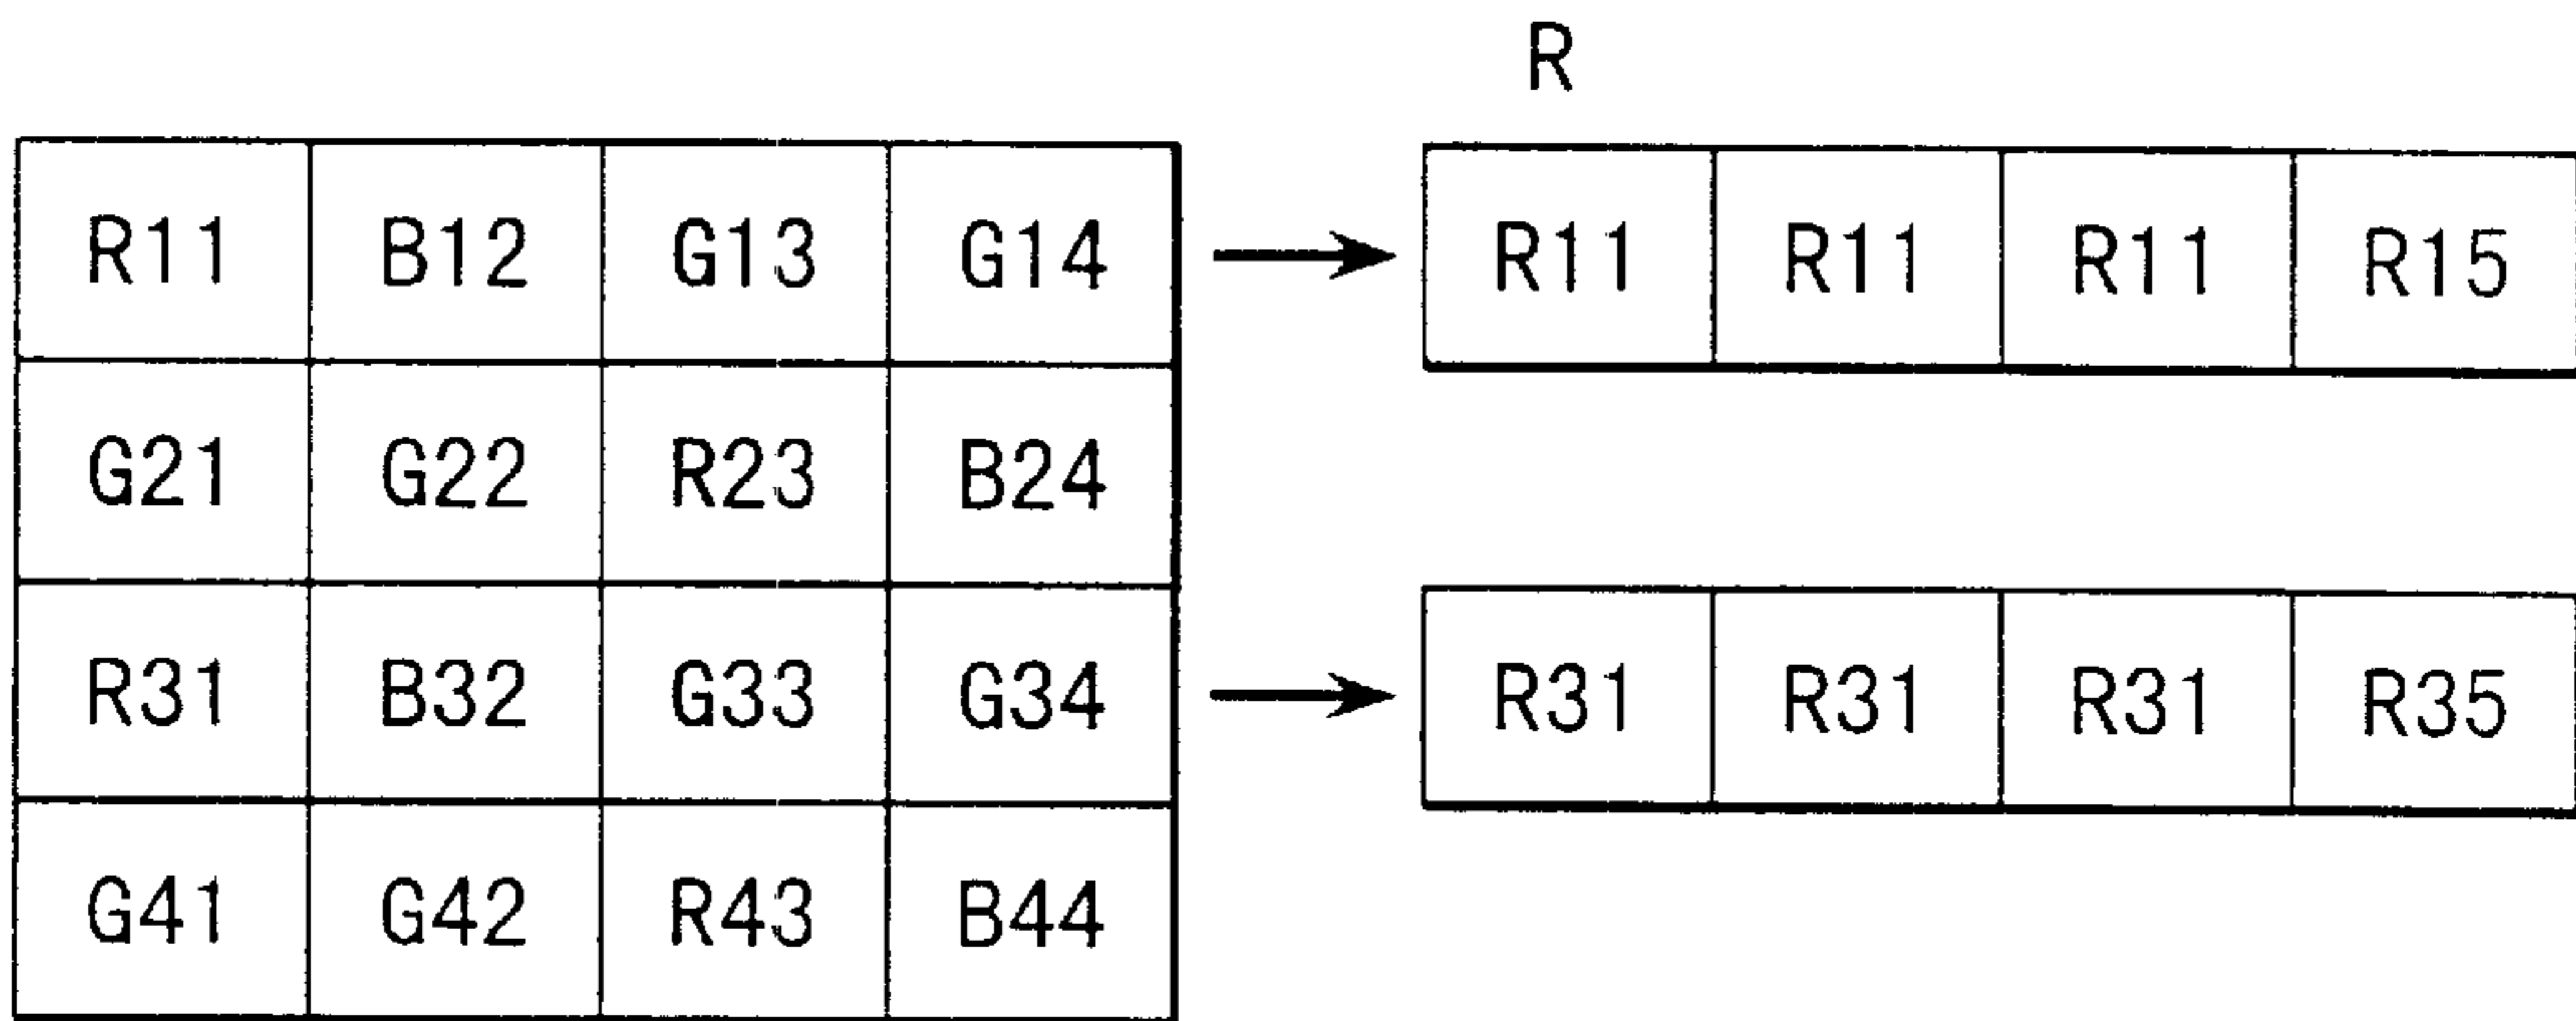 R
R11 B12 G13 G14 R11 R11 R11 R15
G21 G22 R23 B24
R31 B32 G33 G34 R31 R31 R31 R35
G41 G42 R43 B44